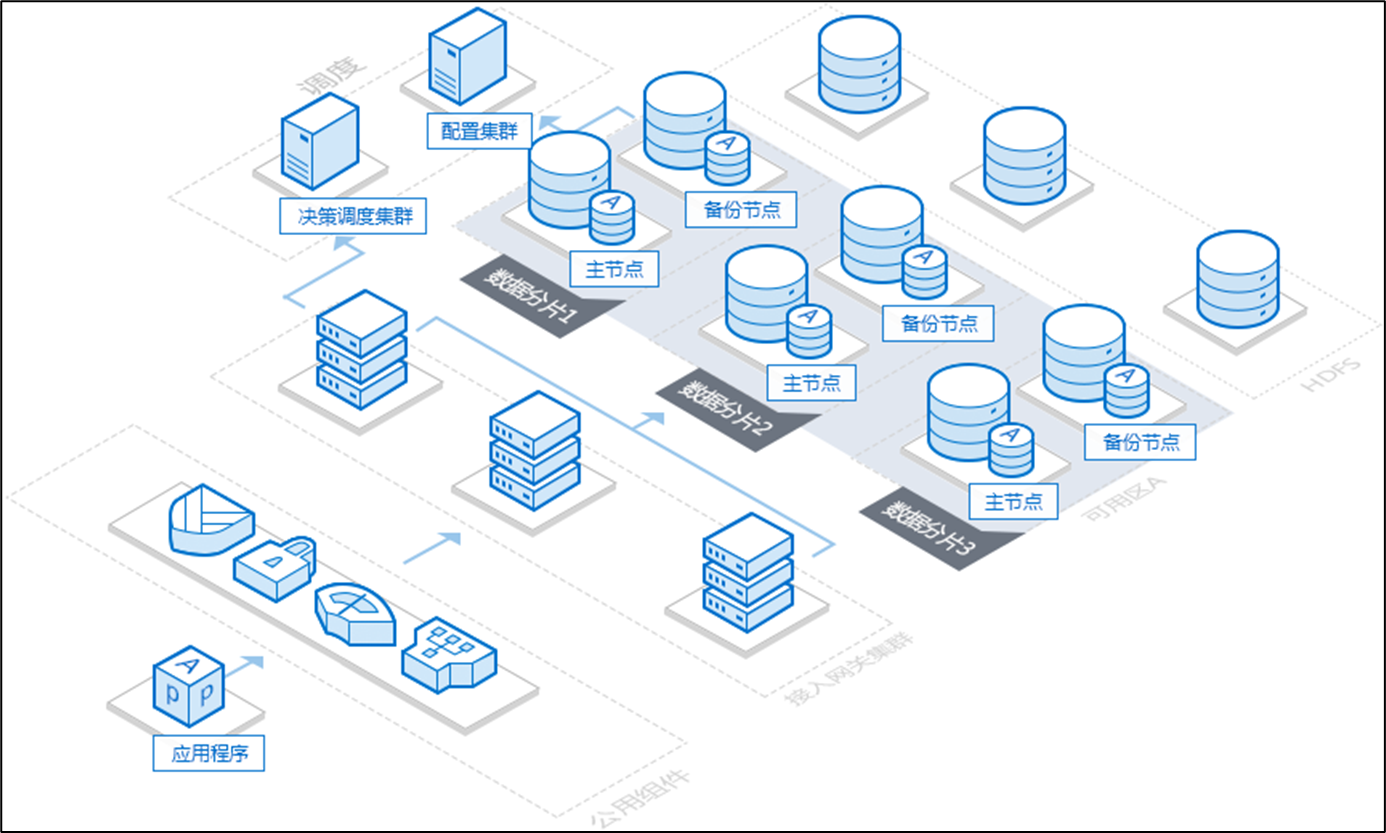 调度
配置集群
决策调度集群
备份节点
主节点
数据分片1
备份节点
主节点
数据分片2
备份节点
主节点
数据分片3
HDFS
可用区A
接入网关集群
A
A
A
A
A
A
A
P
P
应用程序
公用组件